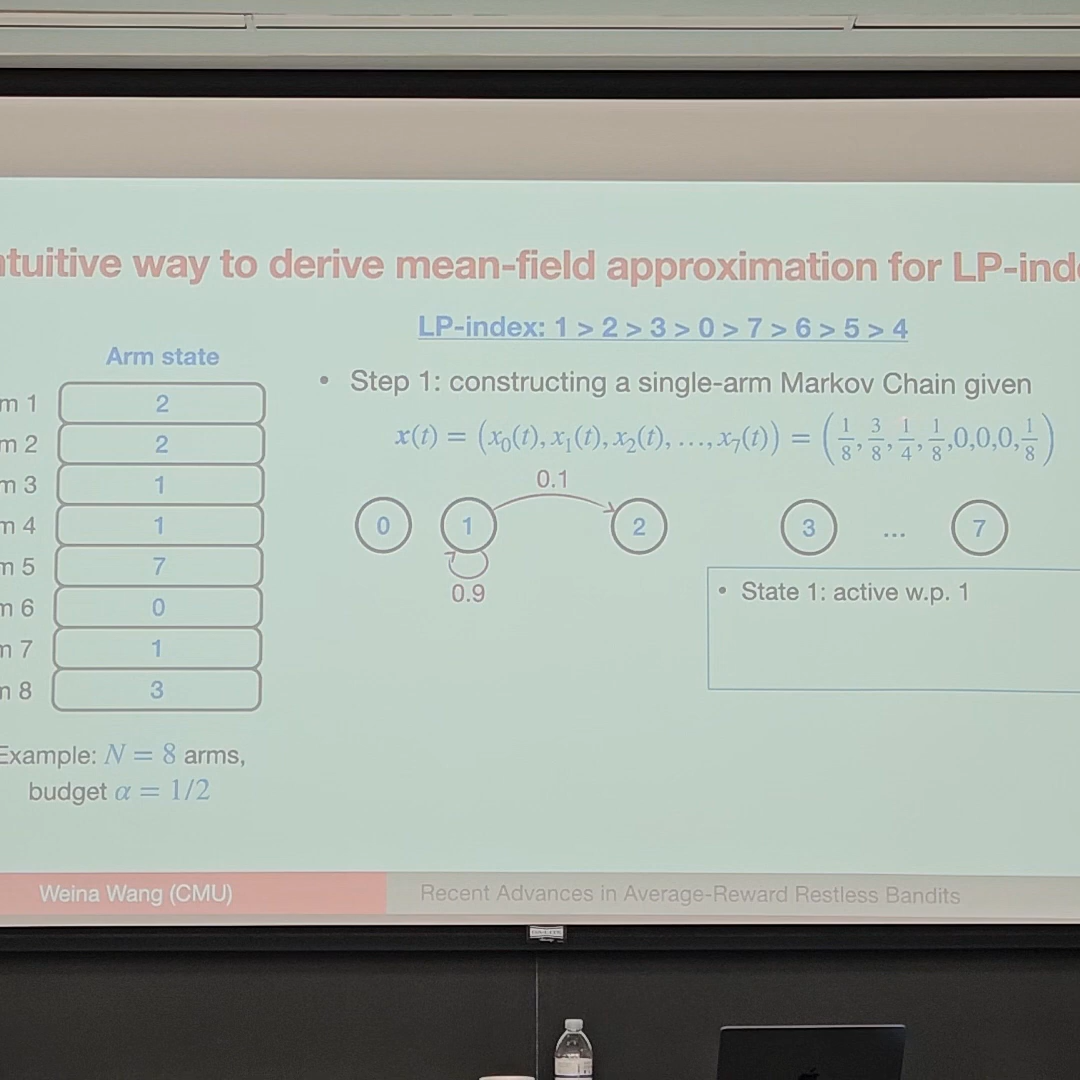 ntuitive way to derive mean-field approximation for LP-ind
LP-index: 1 > 2 > 3 > 0 > 7 > 6 > 5 > 4
Arm state
m 1 2
m 2 2
m 3 1
m 4 1
m 5 7
m 6 0
m 7 1
m 8 3
Example: N = 8 arms,
budget α = 1/2
• Step 1: constructing a single-arm Markov Chain given
x(t) = (x₀(t), x₁(t), x₂(t), …, x₇(t)) = (1/8, 3/8, 1/4, 1/8, 0,0,0, 1/8)
0.1
0 1 2 3 … 7
0.9
• State 1: active w.p. 1
Weina Wang (CMU)
Recent Advances in Average-Reward Restless Bandits